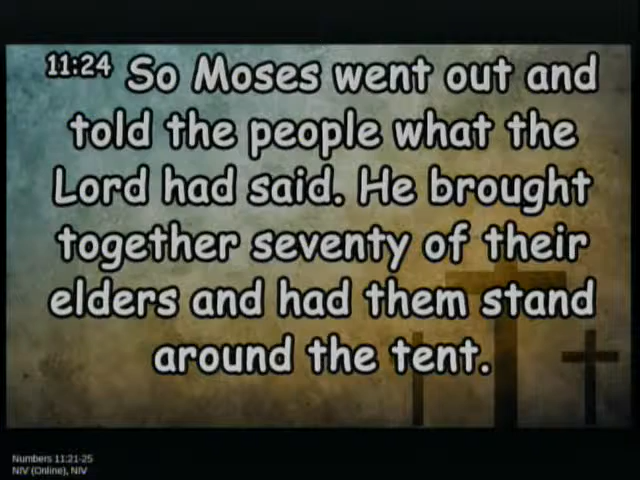 11:24 So Moses went out and
told the people what the
Lord had said. He brought
together seventy of their
elders and had them stand
around the tent.
Numbers 11:21-25
NIV (Online), NIV